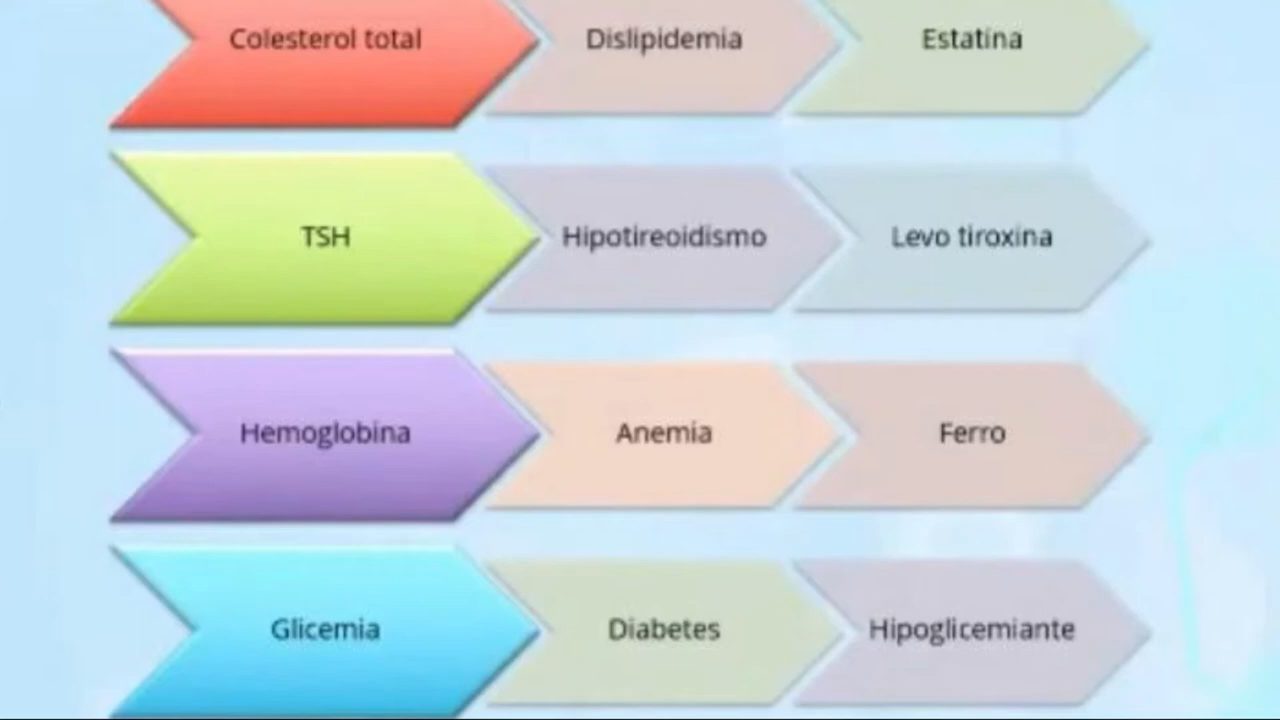 Colesterol total Dislipidemia Estatina
TSH Hipotireoidismo Levo tiroxina
Hemoglobina Anemia Ferro
Glicemia Diabetes Hipoglicemiante